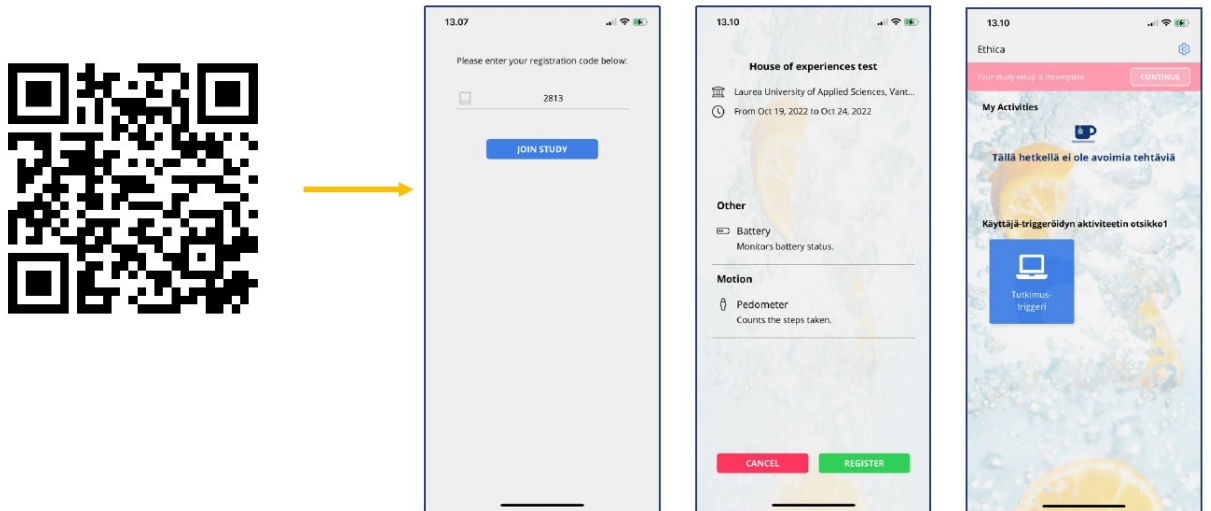 13.07
Please enter your registration code below:
2813
JOIN STUDY
13.10
House of experiences test
Laurea University of Applied Sciences, Vant...
From Oct 19, 2022 to Oct 24, 2022
Other
Battery
Monitors battery status.
Motion
Pedometer
Counts the steps taken.
CANCEL
REGISTER
13.10
Ethica
Your study setup is incomplete
CONTINUE
My Activities
Tällä hetkellä ei ole avoimia tehtäviä
Käyttäjä-triggeröidyn aktiviteetin otsikko1
Tutkimus-
triggeri